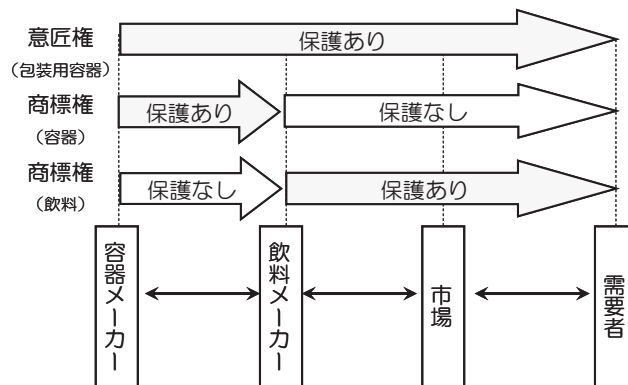 意匠権
(包装用容器)
保護あり
商標権
(容器)
保護あり
保護なし
商標権
(飲料)
保護なし
保護あり
容器メーカー
飲料メーカー
市場
需要者